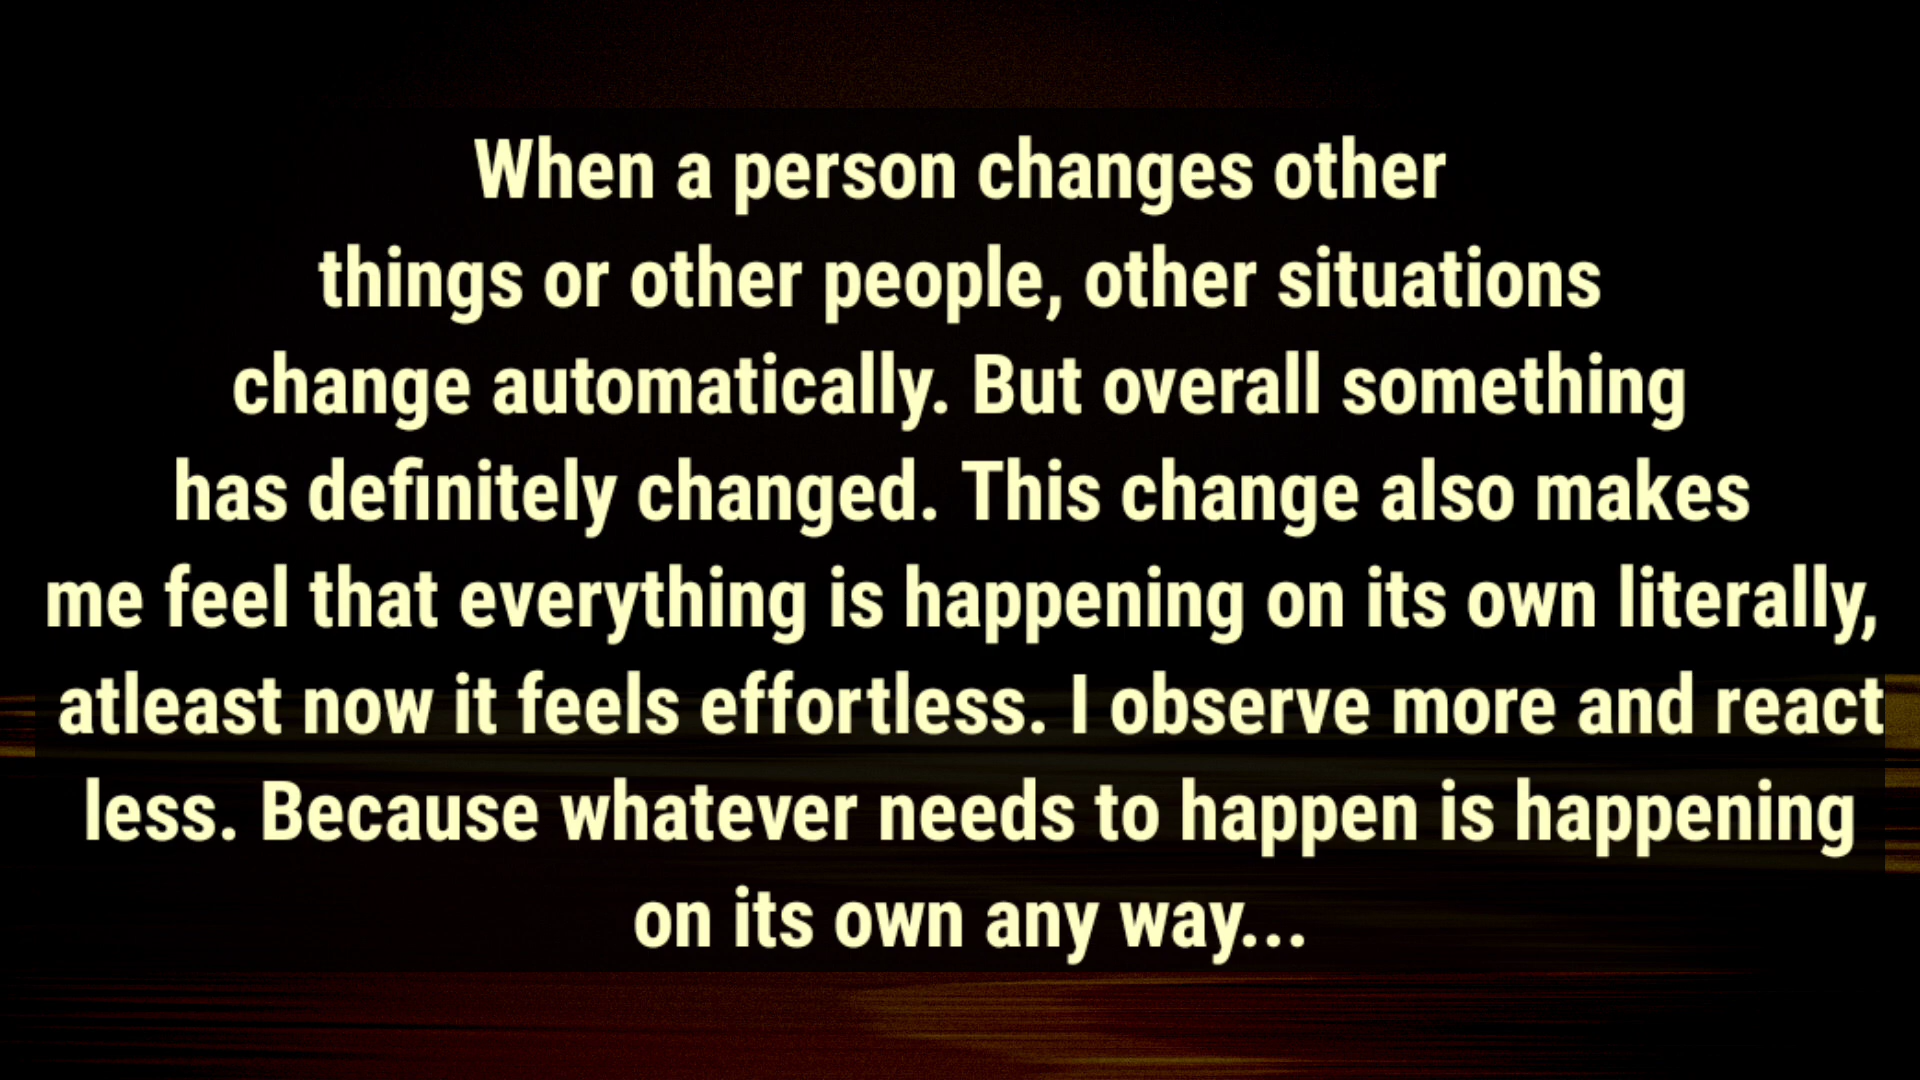 When a person changes other
things or other people, other situations
change automatically. But overall something
has definitely changed. This change also makes
me feel that everything is happening on its own literally,
atleast now it feels effortless. I observe more and react
less. Because whatever needs to happen is happening
on its own any way...